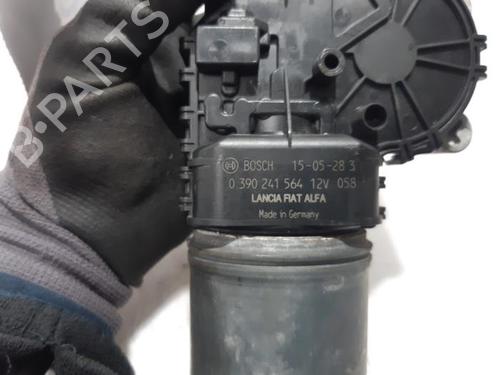 B-PARTS
BOSCH 15-05-28 3
0 390 241 564 12V 058
LANCIA FIAT ALFA
Made in Germany